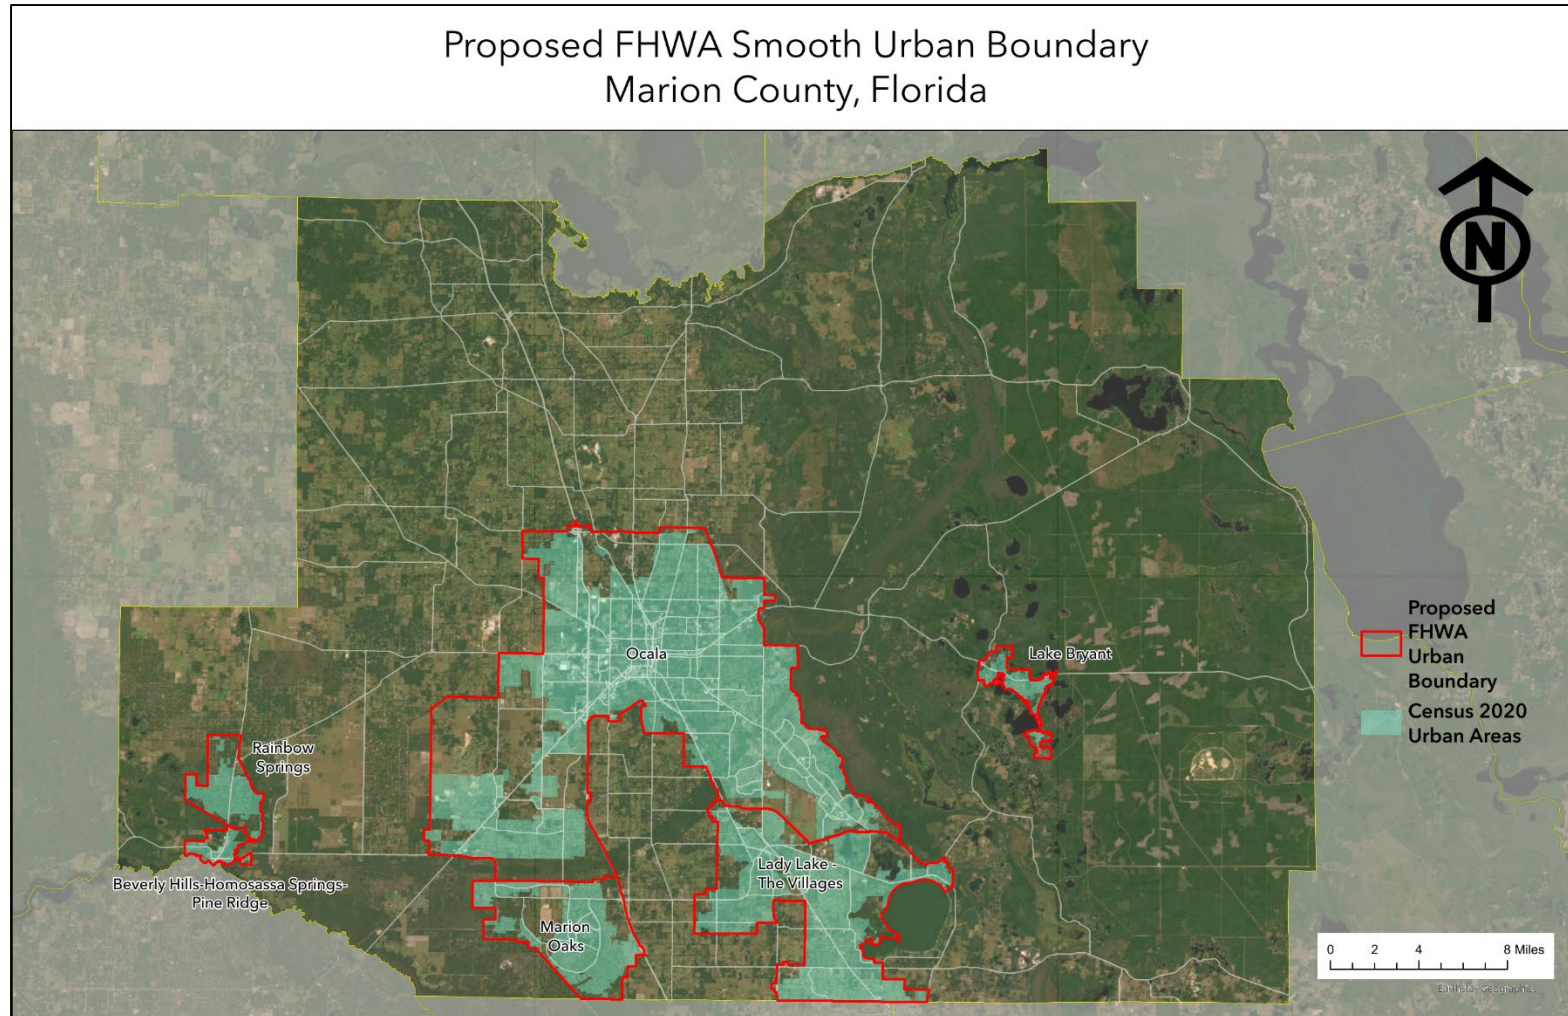 Proposed FHWA Smooth Urban Boundary
Marion County, Florida
N
Ocala
Lake Bryant
Proposed
FHWA
Urban
Boundary
Census 2020
Urban Areas
Rainbow
Springs
Beverly Hills-Homosassa Springs-
Pine Ridge
Lady Lake -
The Villages
Marion
Oaks
0 2 4 8 Miles
Earthstar Geographics